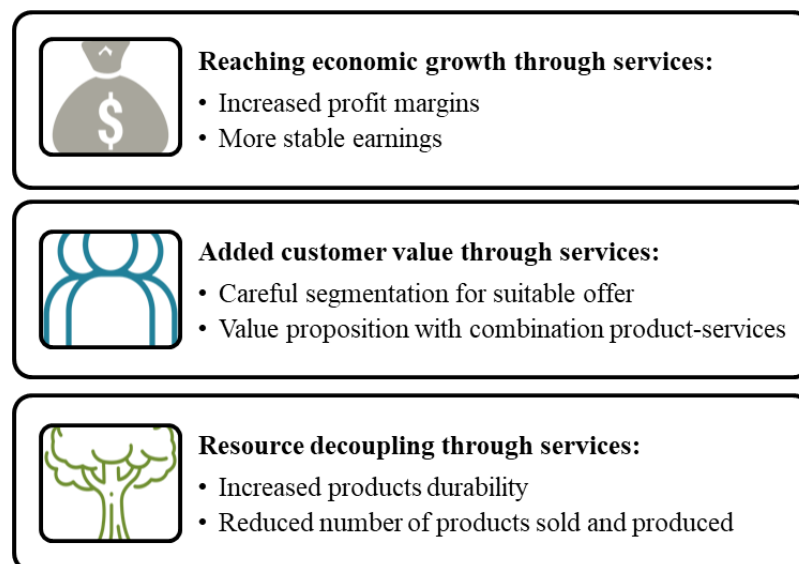 Reaching economic growth through services:
• Increased profit margins
• More stable earnings
$
Added customer value through services:
• Careful segmentation for suitable offer
• Value proposition with combination product-services
Resource decoupling through services:
• Increased products durability
• Reduced number of products sold and produced